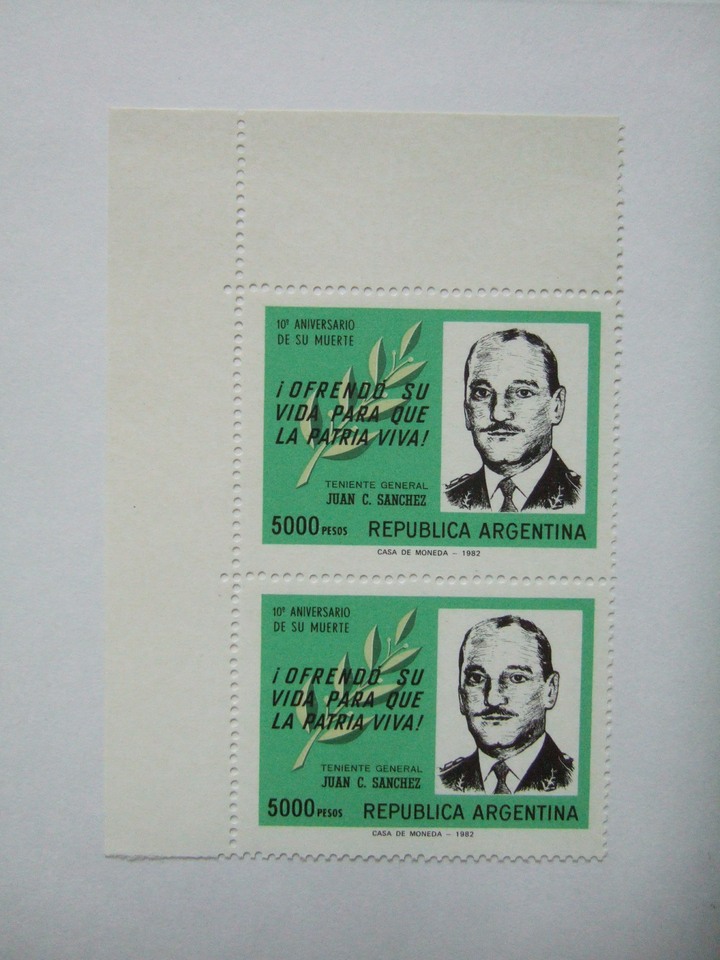 10º ANIVERSARIO
DE SU MUERTE
¡OFRENDÓ SU
VIDA PARA QUE
LA PATRIA VIVA!
TENIENTE GENERAL
JUAN C. SANCHEZ
5000 PESOS REPUBLICA ARGENTINA
CASA DE MONEDA – 1982
10º ANIVERSARIO
DE SU MUERTE
¡OFRENDÓ SU
VIDA PARA QUE
LA PATRIA VIVA!
TENIENTE GENERAL
JUAN C. SANCHEZ
5000 PESOS REPUBLICA ARGENTINA
CASA DE MONEDA – 1982